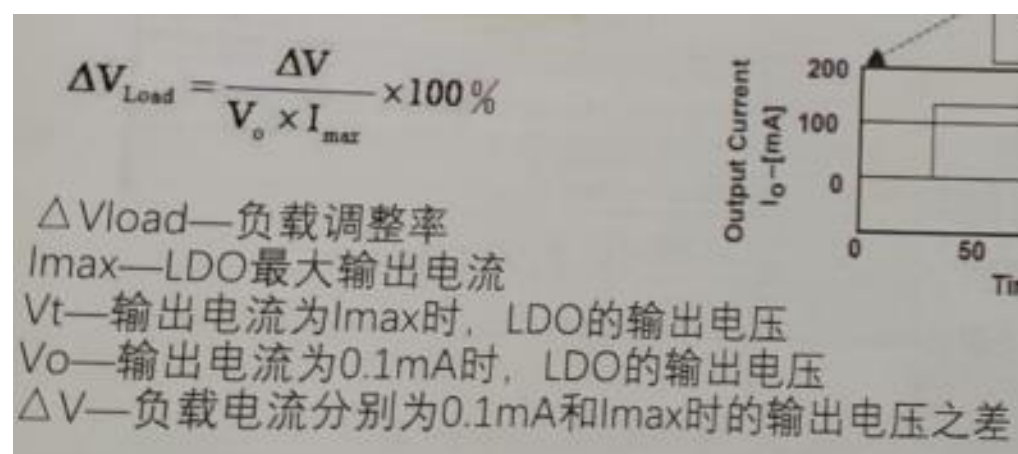 ΔV_Load = ΔV / (V_o × I_max) ×100%
△Vload—负载调整率
Imax—LDO最大输出电流
Vt—输出电流为Imax时，LDO的输出电压
Vo—输出电流为0.1mA时，LDO的输出电压
△V—负载电流分别为0.1mA和Imax时的输出电压之差
Output Current
Io-[mA]
200
100
0
0 50